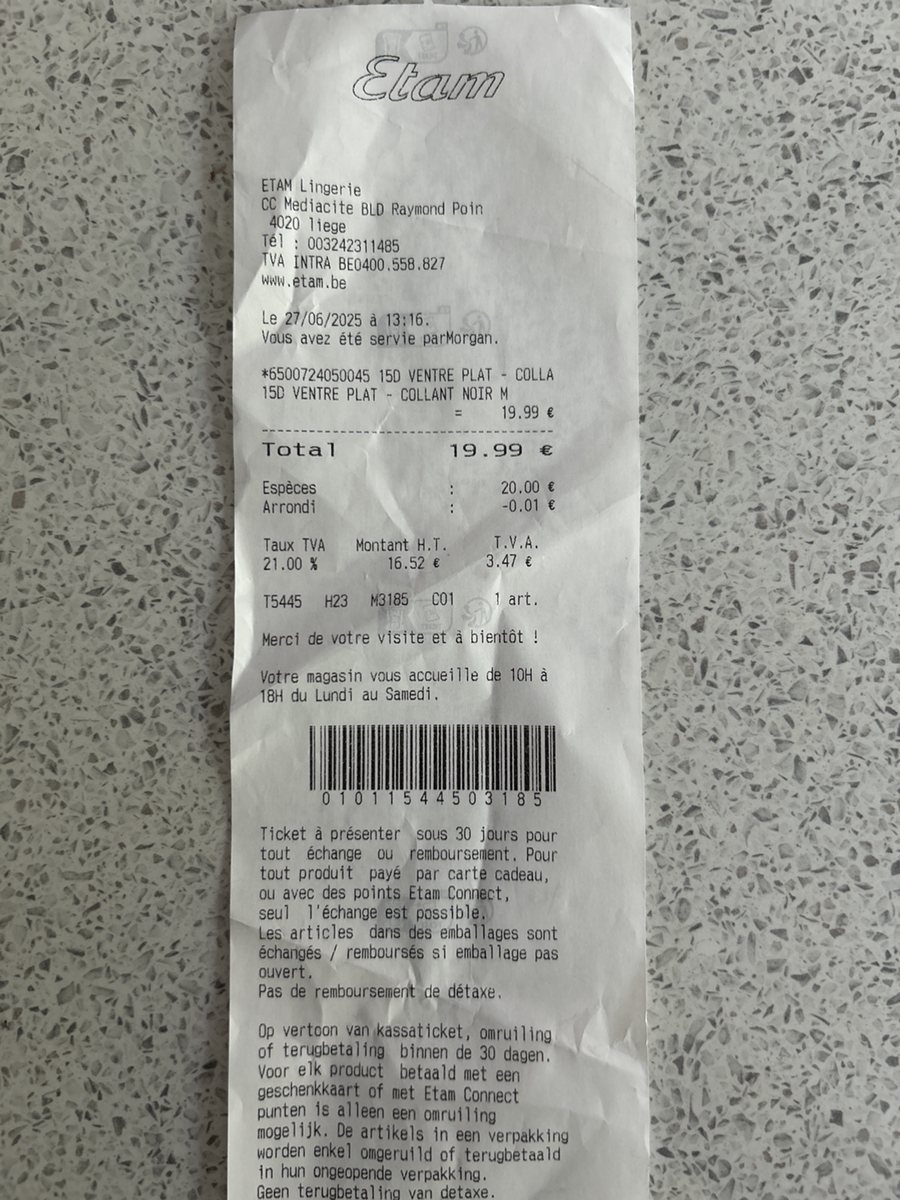 Etam
ETAM Lingerie
CC Mediacite BLD Raymond Poin
4020 liege
Tél : 003242311485
TVA INTRA BE0400.558.827
www.etam.be
Le 27/06/2025 à 13:16.
Vous avez été servie parMorgan.
*6500724050045 15D VENTRE PLAT - COLLA
15D VENTRE PLAT - COLLANT NOIR M
= 19.99 €
Total 19.99 €
Espèces : 20.00 €
Arrondi : -0.01 €
Taux TVA Montant H.T. T.V.A.
21.00 % 16.52 € 3.47 €
T5445 H23 M3185 C01 1 art.
Merci de votre visite et à bientôt !
Votre magasin vous accueille de 10H à
18H du Lundi au Samedi.
01011544503185
Ticket à présenter sous 30 jours pour
tout échange ou remboursement. Pour
tout produit payé par carte cadeau,
ou avec des points Etam Connect,
seul l'échange est possible.
Les articles dans des emballages sont
échangés / remboursés si emballage pas
ouvert.
Pas de remboursement de détaxe.
Op vertoon van kassaticket, omruiling
of terugbetaling binnen de 30 dagen.
Voor elk product betaald met een
geschenkkaart of met Etam Connect
punten is alleen een omruiling
mogelijk. De artikels in een verpakking
worden enkel omgeruild of terugbetaald
in hun ongeopende verpakking.
Geen terugbetaling van detaxe.